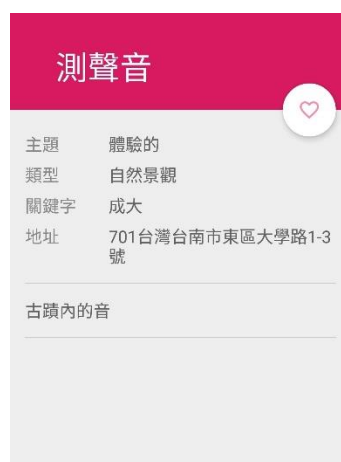 測聲音
主題 體驗的
類型 自然景觀
關鍵字 成大
地址 701台灣台南市東區大學路1-3
號
古蹟內的音